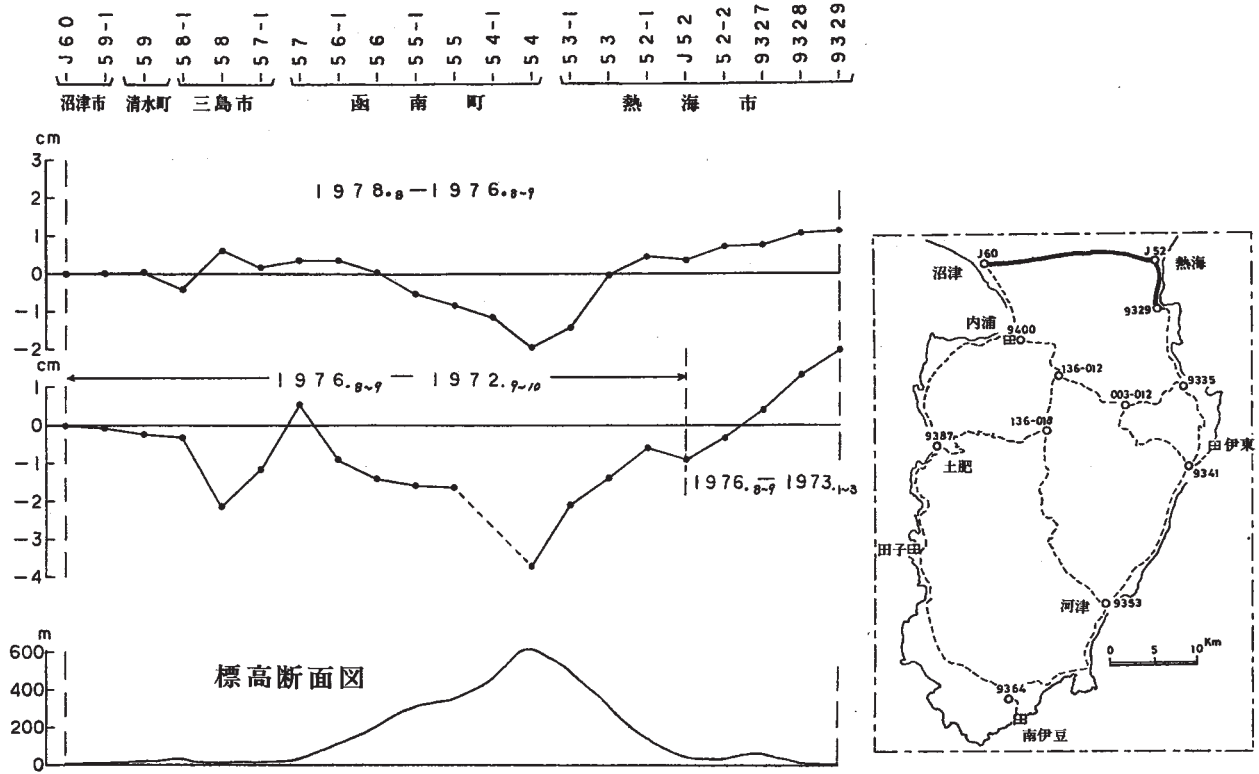 J60 59-1 59 58-1 58 57-1 57 56-1 56 55-1 55 54-1 54 53-1 53 52-1 J52 52-2 9327 9328 9329
沼津市 清水町 三島市 函南町 熱海市
cm
3
2
1
0
-1
-2
1978.8—1976.8~9
cm
1
0
-1
-2
-3
-4
1976.8~9 — 1972.9~10
1976.8~9 — 1973.1~3
m
600
400
200
0
標高断面図
J60
J52
沼津
熱海
9329
内浦
9400
136-012
003-012
9335
136-013
9387
伊東
土肥
9341
田子
河津
9353
0 5 10 Km
9364
南伊豆